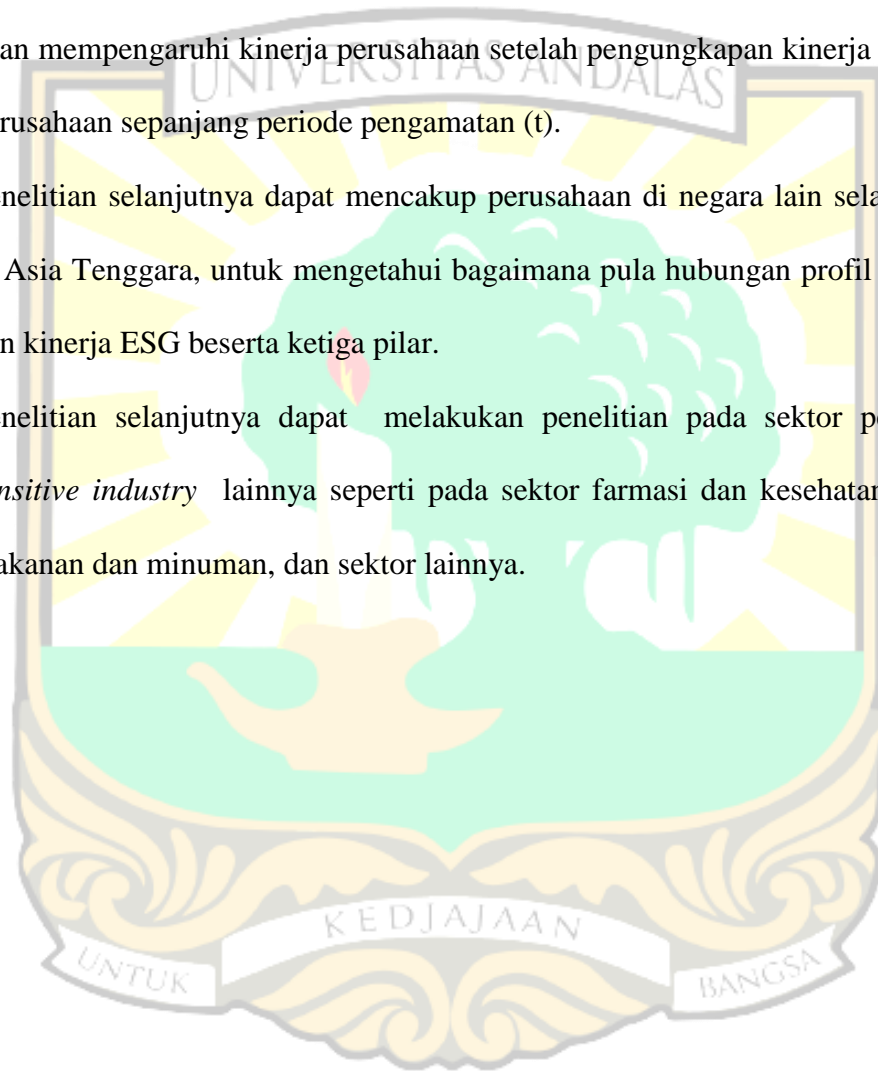 an mempengaruhi kinerja perusahaan setelah pengungkapan kinerja
UNIVERSITAS ANDALAS
rusahaan sepanjang periode pengamatan (t).
nelitian selanjutnya dapat mencakup perusahaan di negara lain sela
Asia Tenggara, untuk mengetahui bagaimana pula hubungan profil
n kinerja ESG beserta ketiga pilar.
nelitian selanjutnya dapat melakukan penelitian pada sektor pe
nsitive industry lainnya seperti pada sektor farmasi dan kesehatan
akanan dan minuman, dan sektor lainnya.
KEDJAJAAN
UNTUK BANGSA